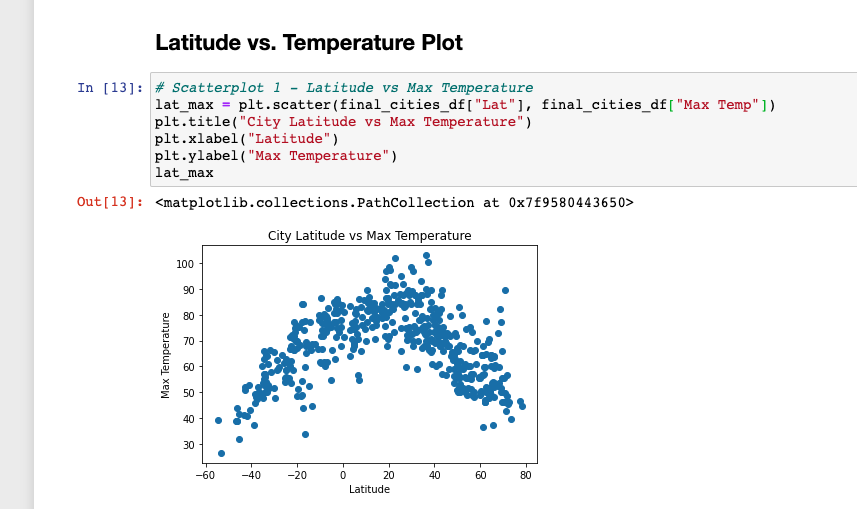 Latitude vs. Temperature Plot
In [13]: # Scatterplot 1 - Latitude vs Max Temperature
lat_max = plt.scatter(final_cities_df["Lat"], final_cities_df["Max Temp"])
plt.title("City Latitude vs Max Temperature")
plt.xlabel("Latitude")
plt.ylabel("Max Temperature")
lat_max
Out[13]: <matplotlib.collections.PathCollection at 0x7f9580443650>
City Latitude vs Max Temperature
100
90
80
70
60
50
40
30
Max Temperature
−60 −40 −20 0 20 40 60 80
Latitude